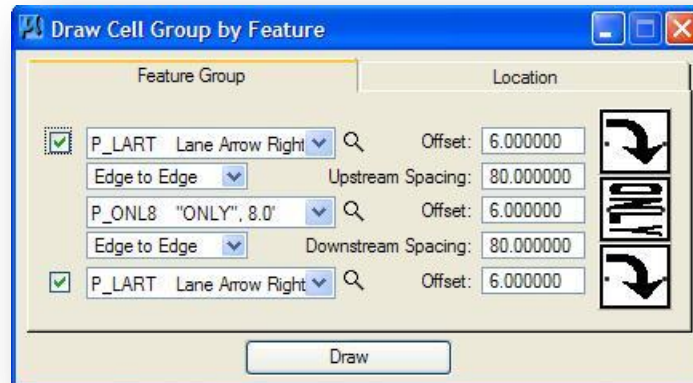 Draw Cell Group by Feature
Feature Group Location
P_LART Lane Arrow Right Offset: 6.000000
Edge to Edge Upstream Spacing: 80.000000
P_ONL8 "ONLY", 8.0' Offset: 6.000000
ONLY
Edge to Edge Downstream Spacing: 80.000000
P_LART Lane Arrow Right Offset: 6.000000
Draw